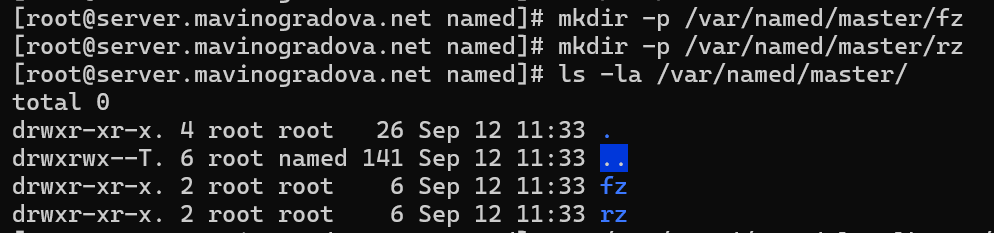 [root@server.mavinogradova.net named]# mkdir -p /var/named/master/fz
[root@server.mavinogradova.net named]# mkdir -p /var/named/master/rz
[root@server.mavinogradova.net named]# ls -la /var/named/master/
total 0
drwxr-xr-x. 4 root root   26 Sep 12 11:33 .
drwxrwx--T. 6 root named 141 Sep 12 11:33 ..
drwxr-xr-x. 2 root root    6 Sep 12 11:33 fz
drwxr-xr-x. 2 root root    6 Sep 12 11:33 rz